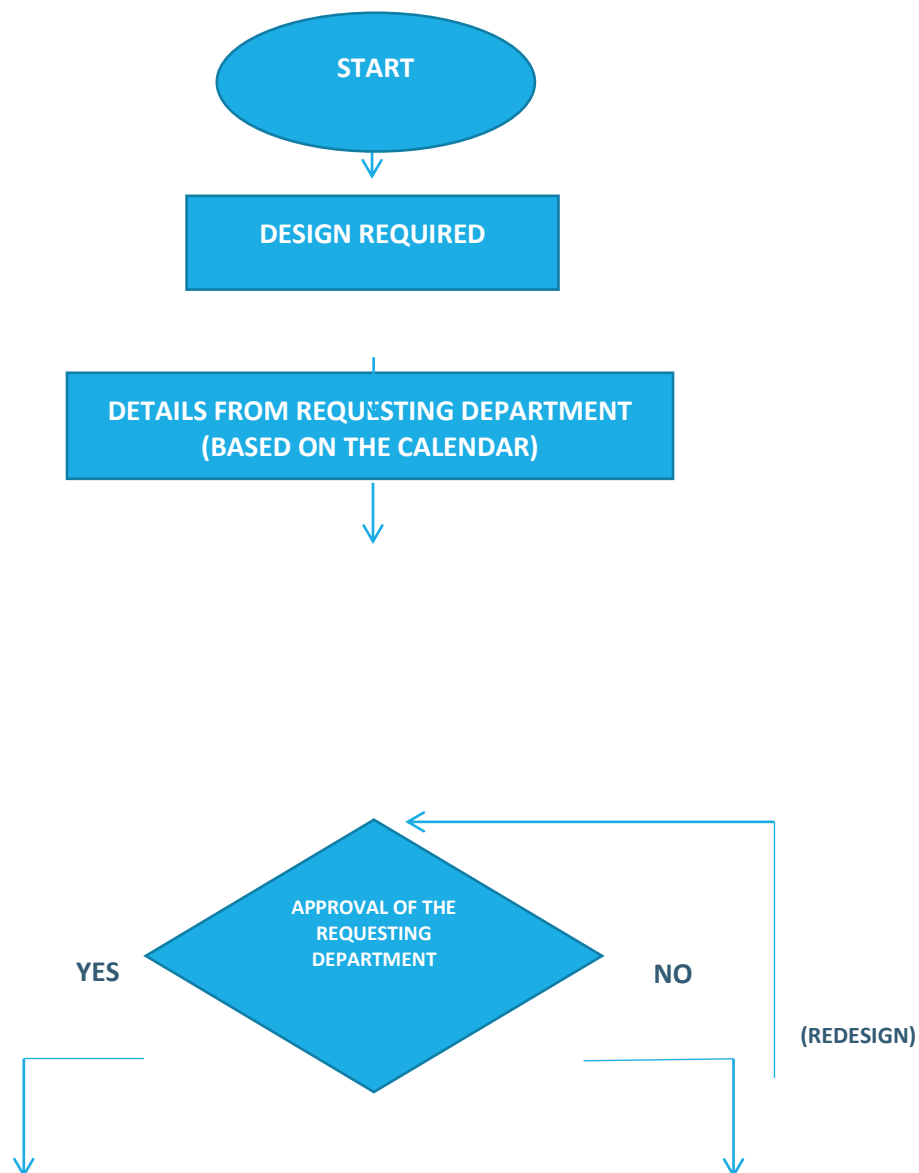 START
DESIGN REQUIRED
DETAILS FROM REQUESTING DEPARTMENT
(BASED ON THE CALENDAR)
APPROVAL OF THE
REQUESTING
DEPARTMENT
YES
NO
(REDESIGN)